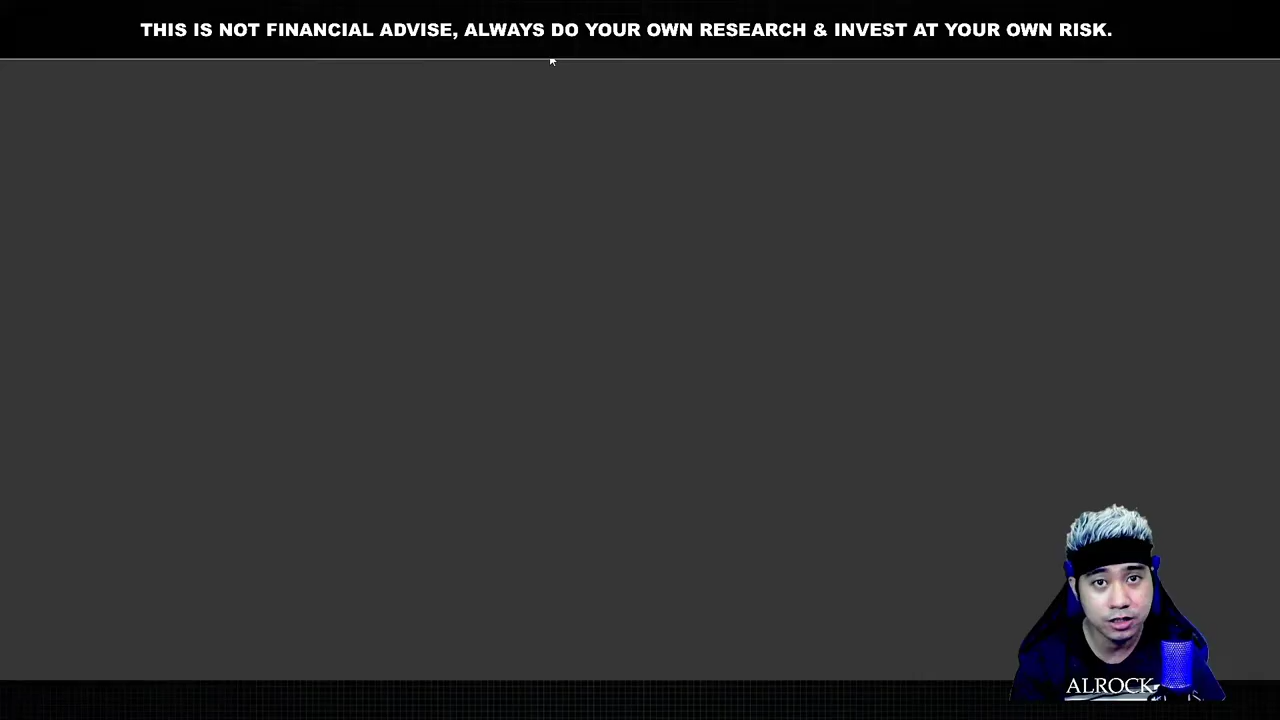 THIS IS NOT FINANCIAL ADVISE, ALWAYS DO YOUR OWN RESEARCH & INVEST AT YOUR OWN RISK.
ALROCK